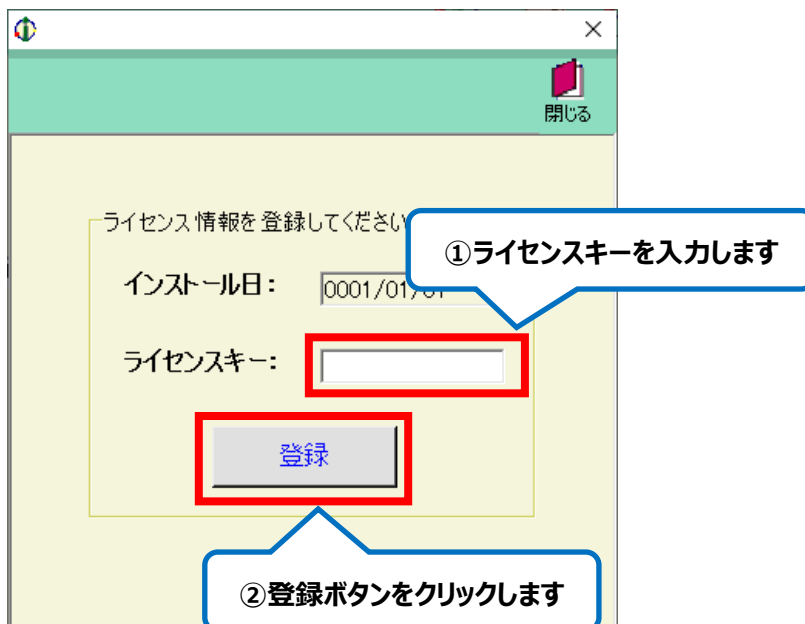 閉じる
ライセンス情報を登録してください
①ライセンスキーを入力します
インストール日：
0001/01/01
ライセンスキー：
登録
②登録ボタンをクリックします